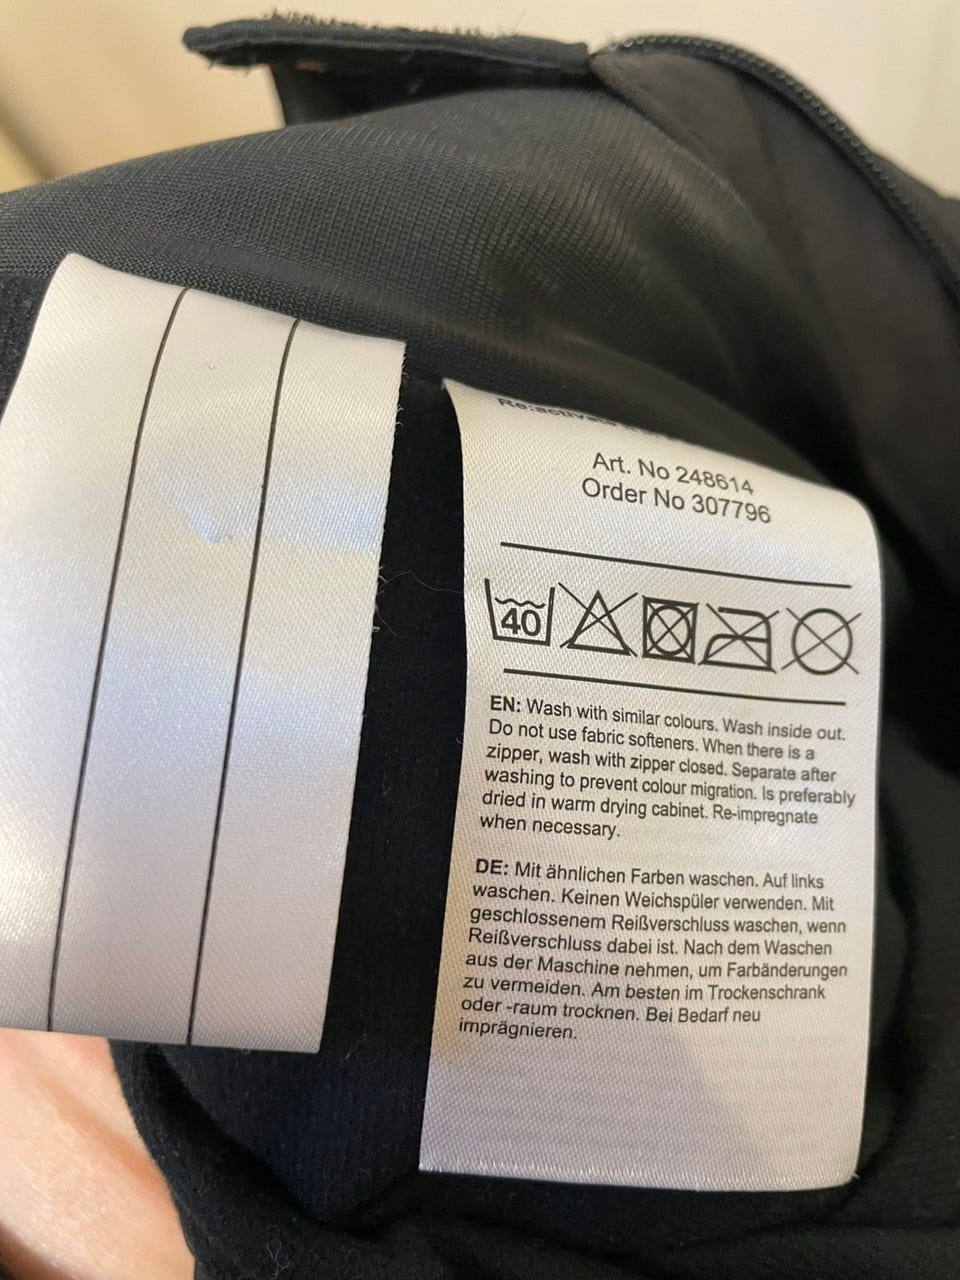 Re:activate
Art. No 248614
Order No 307796
40
EN: Wash with similar colours. Wash inside out.
Do not use fabric softeners. When there is a
zipper, wash with zipper closed. Separate after
washing to prevent colour migration. Is preferably
dried in warm drying cabinet. Re-impregnate
when necessary.
DE: Mit ähnlichen Farben waschen. Auf links
waschen. Keinen Weichspüler verwenden. Mit
geschlossenem Reißverschluss waschen, wenn
Reißverschluss dabei ist. Nach dem Waschen
aus der Maschine nehmen, um Farbänderungen
zu vermeiden. Am besten im Trockenschrank
oder -raum trocknen. Bei Bedarf neu
imprägnieren.